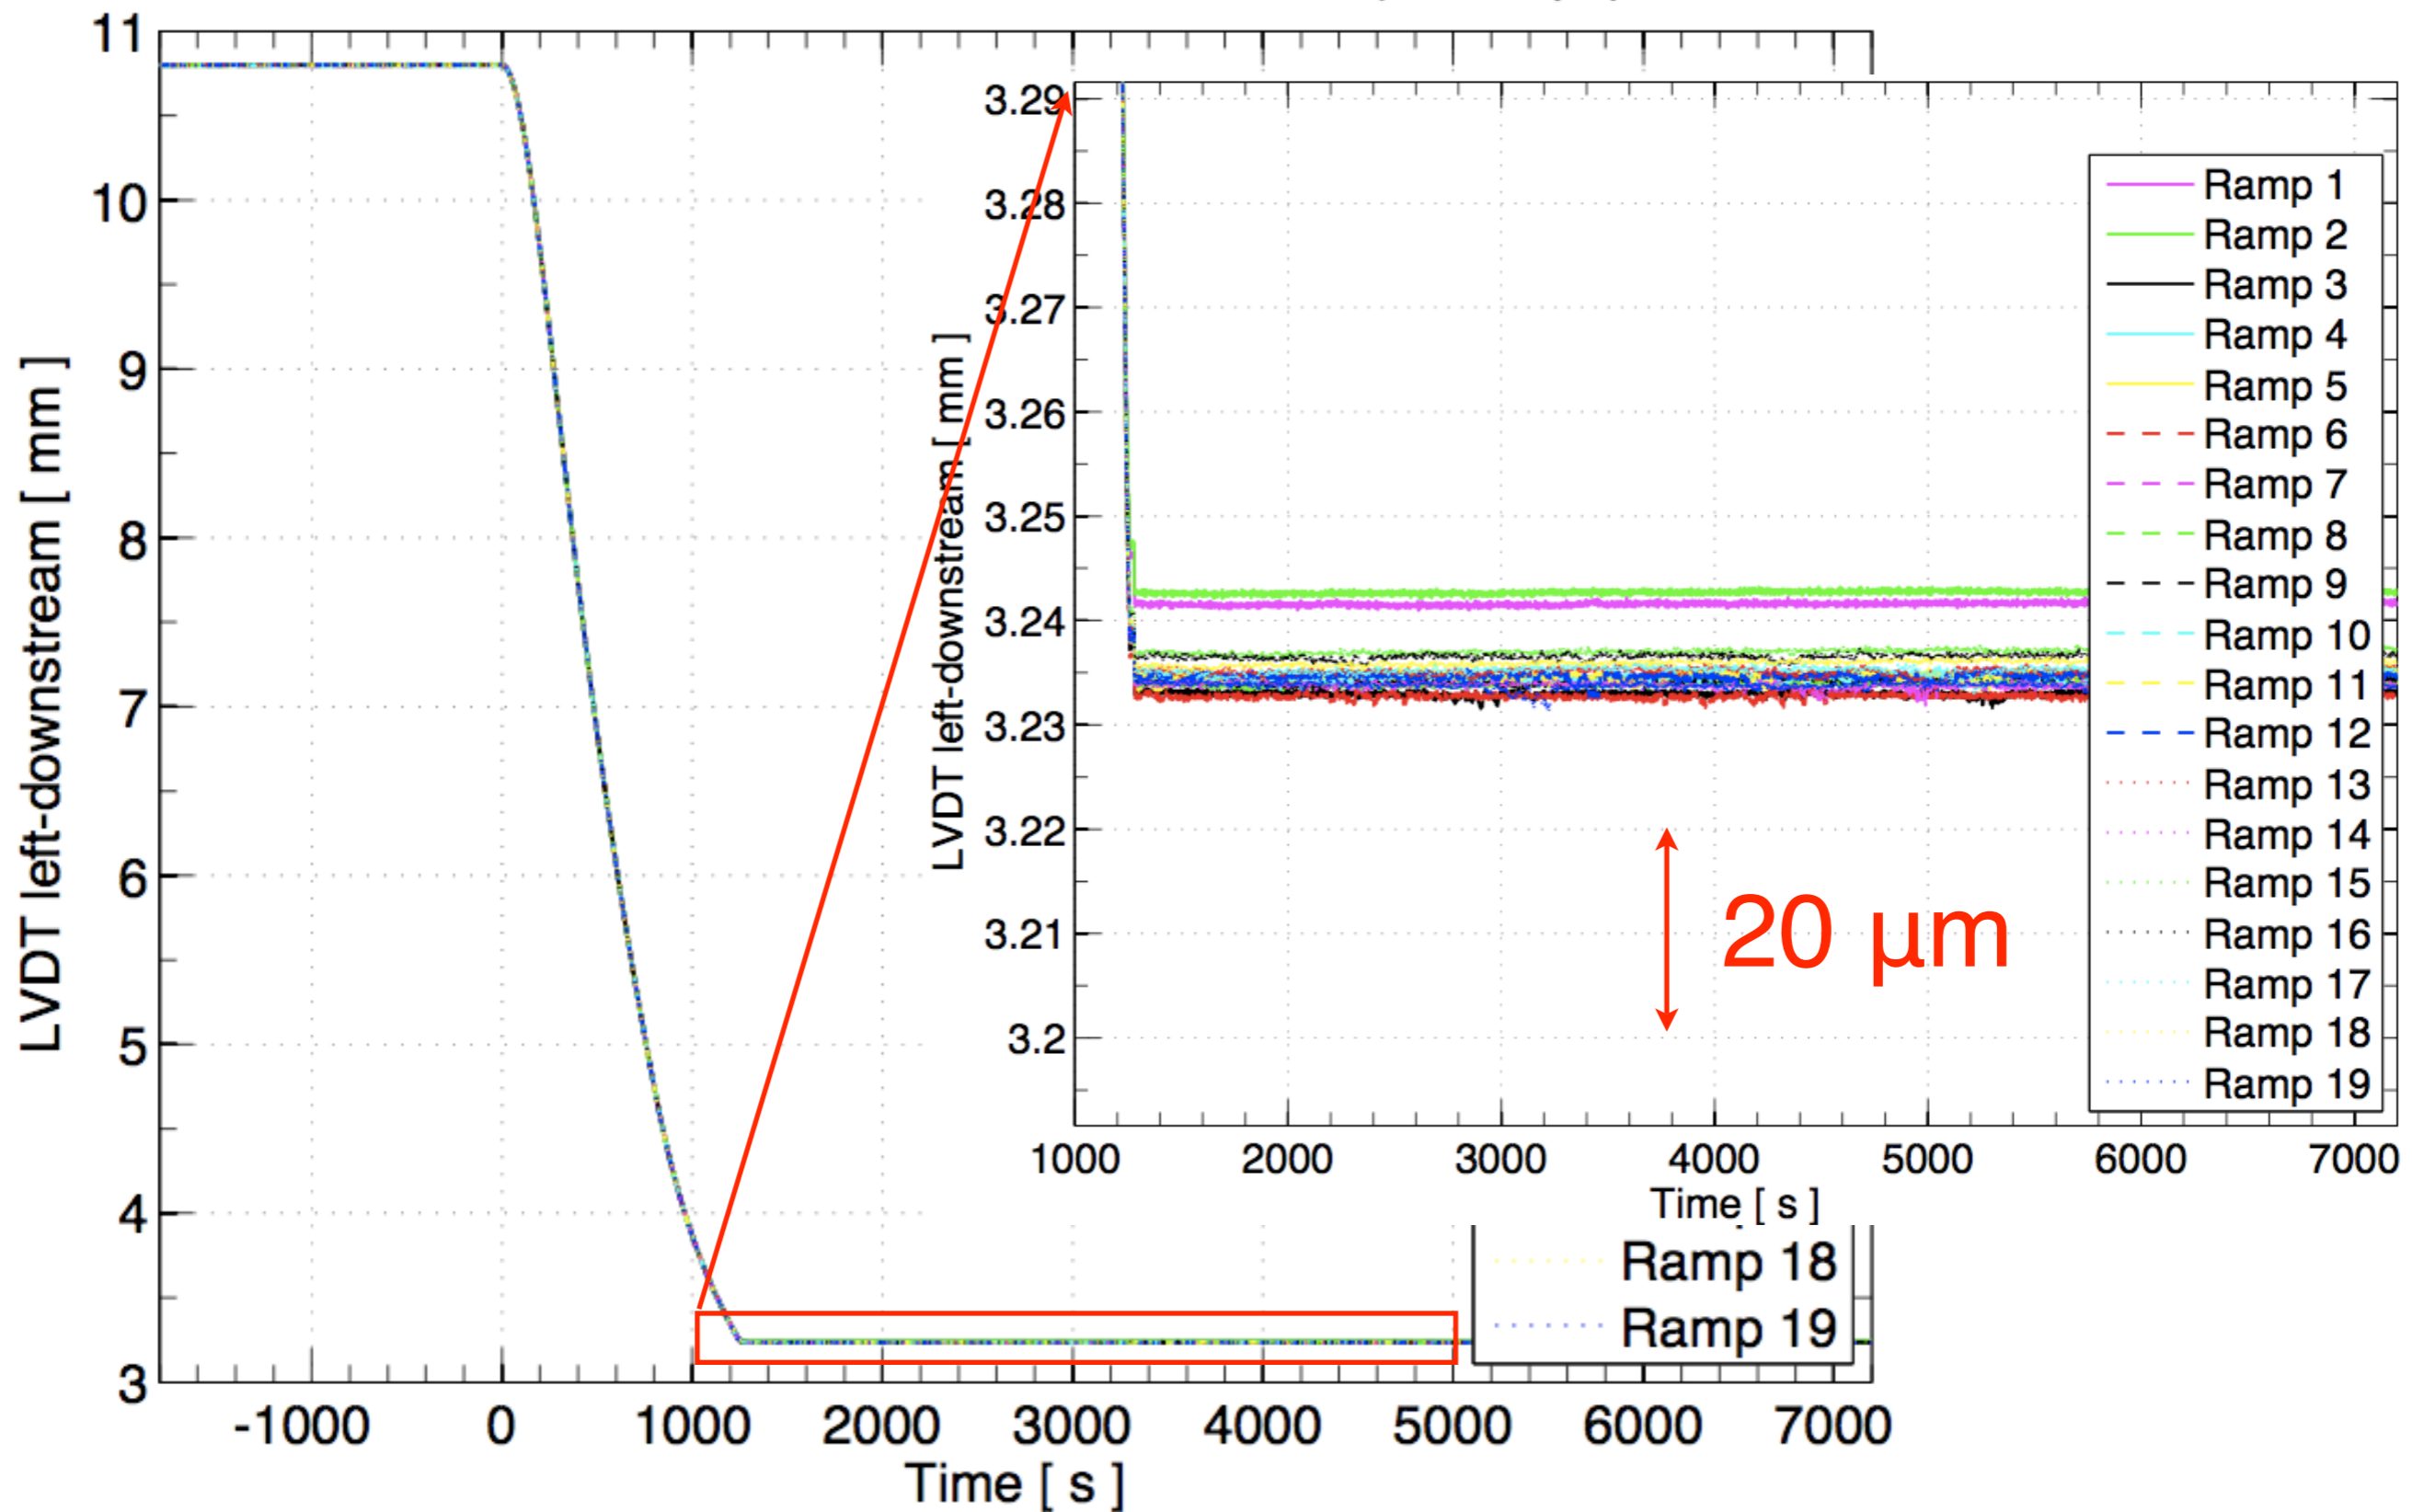 11
10
9
8
7
6
5
4
3
LVDT left-downstream [ mm ]
-1000 0 1000 2000 3000 4000 5000 6000 7000
Time [ s ]
3.29
3.28
3.27
3.26
3.25
3.24
3.23
3.22
3.21
3.2
LVDT left-downstream [ mm ]
1000 2000 3000 4000 5000 6000 7000
Time [ s ]
20 µm
Ramp 1
Ramp 2
Ramp 3
Ramp 4
Ramp 5
Ramp 6
Ramp 7
Ramp 8
Ramp 9
Ramp 10
Ramp 11
Ramp 12
Ramp 13
Ramp 14
Ramp 15
Ramp 16
Ramp 17
Ramp 18
Ramp 19
Ramp 18
Ramp 19